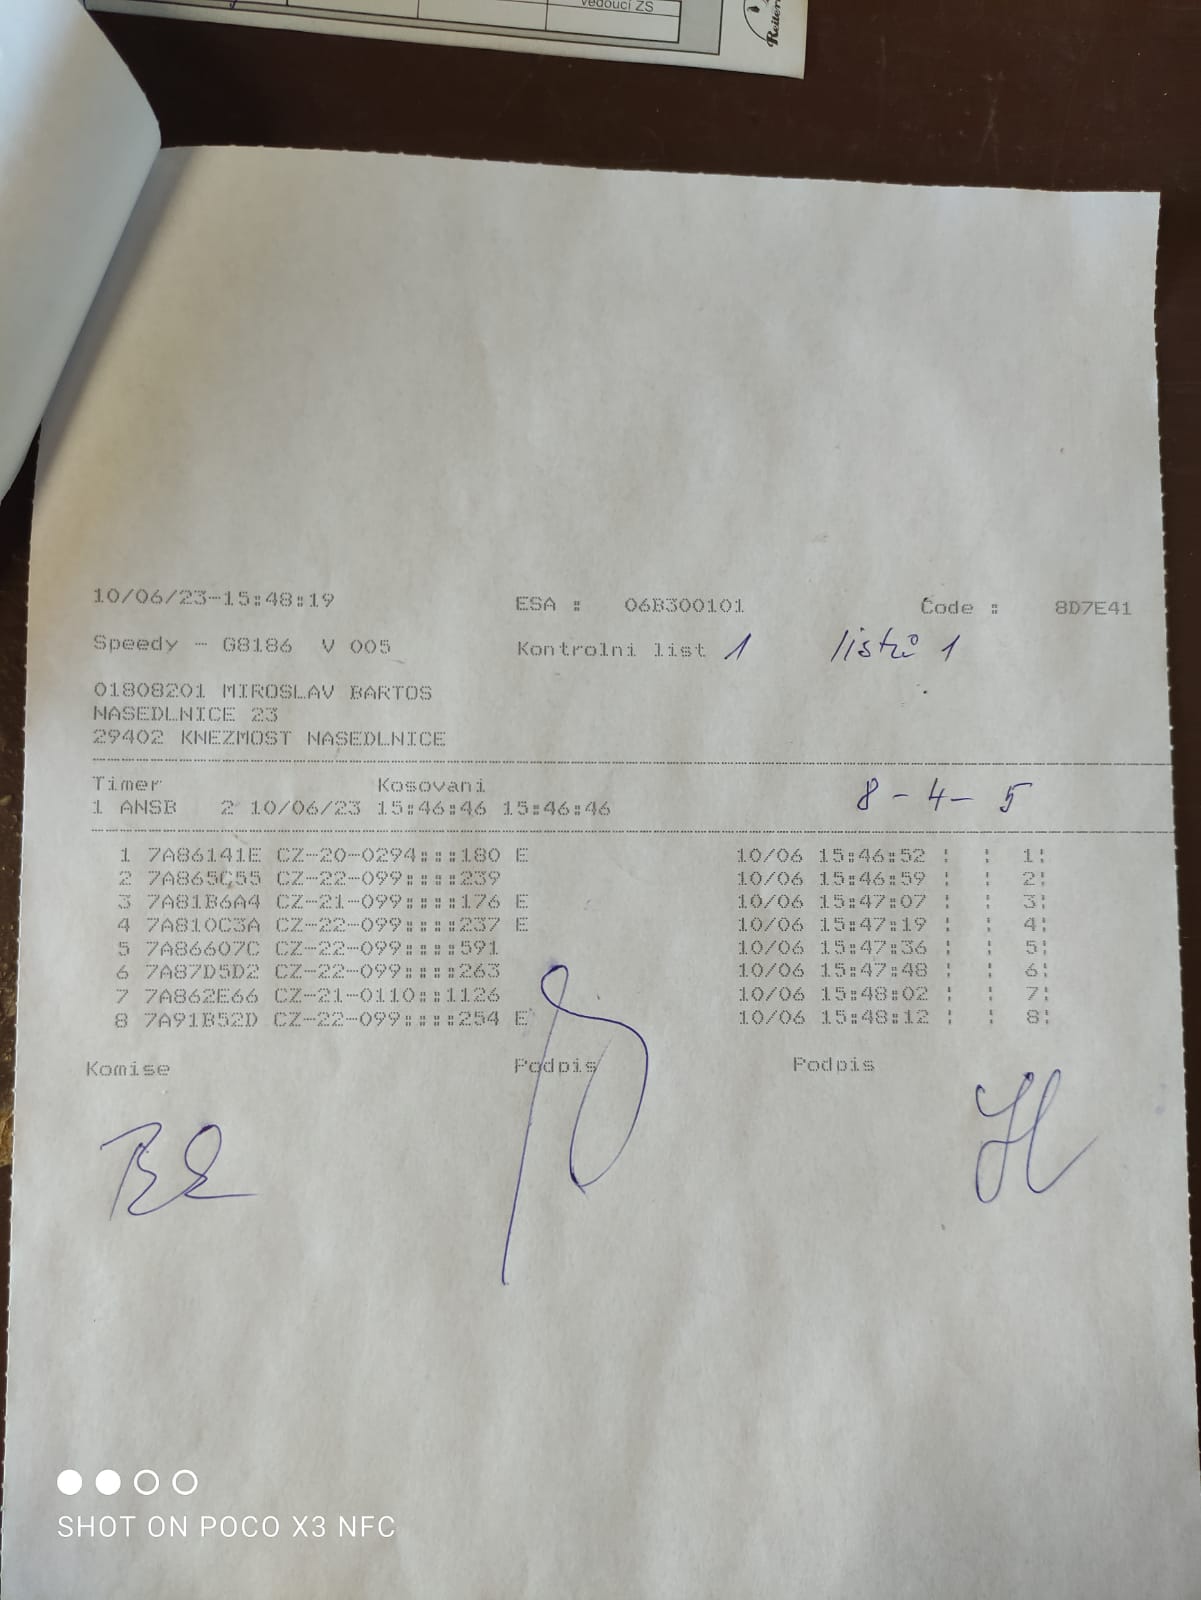 vedoucí ZS
10/06/23-15:48:19 ESA : 06B300101 Code : 8D7E41
Speedy - G8186 V 005 Kontrolni list 1 listů 1
01808201 MIROSLAV BARTOS
NASEDLNICE 23
29402 KNEZMOST NASEDLNICE
Timer Kosovani 8 - 4 - 5
1 ANSB 2 10/06/23 15:46:46 15:46:46
1 7A86141E CZ-20-0294:::180 E 10/06 15:46:52 ¦ ¦ 1¦
2 7A865C55 CZ-22-099::::239 10/06 15:46:59 ¦ ¦ 2¦
3 7A81B6A4 CZ-21-099::::176 E 10/06 15:47:07 ¦ ¦ 3¦
4 7A810C3A CZ-22-099::::237 E 10/06 15:47:19 ¦ ¦ 4¦
5 7A86607C CZ-22-099::::591 10/06 15:47:36 ¦ ¦ 5¦
6 7A87D5D2 CZ-22-099::::263 10/06 15:47:48 ¦ ¦ 6¦
7 7A862E66 CZ-21-0110::1126 10/06 15:48:02 ¦ ¦ 7¦
8 7A91B52D CZ-22-099::::254 E 10/06 15:48:12 ¦ ¦ 8¦
Komise Podpis Podpis
SHOT ON POCO X3 NFC